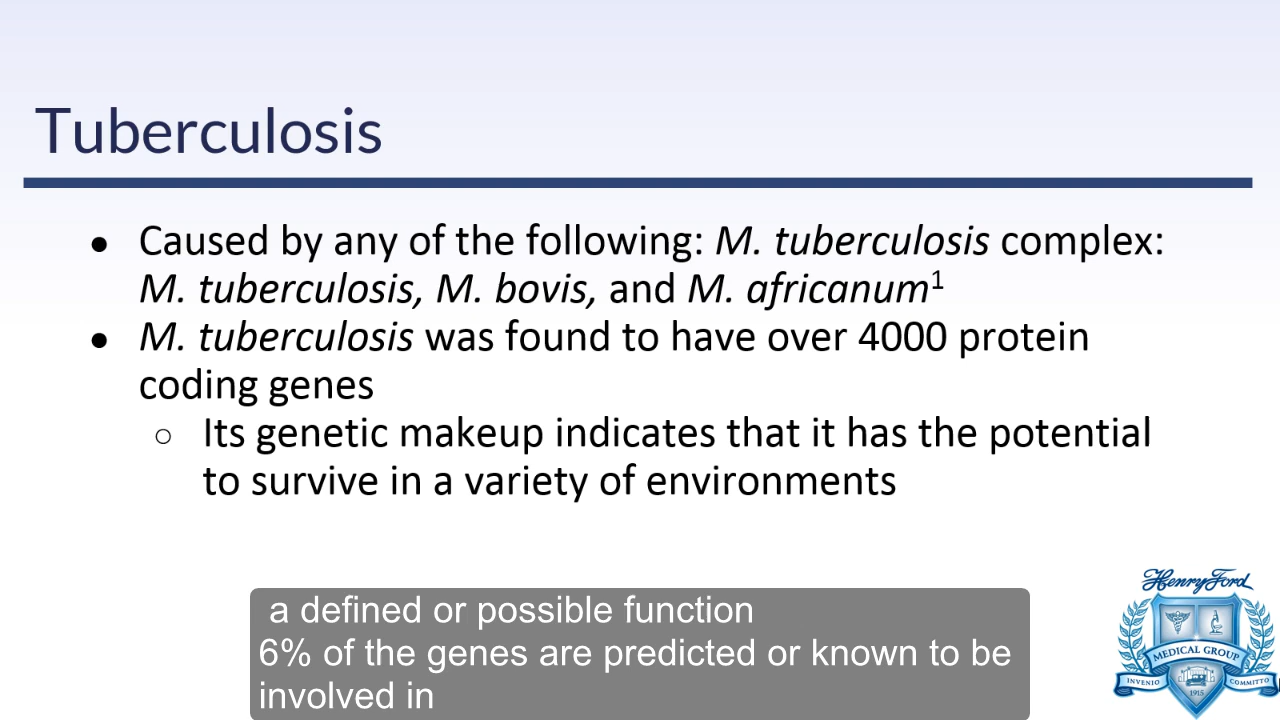 Tuberculosis
● Caused by any of the following: M. tuberculosis complex:
M. tuberculosis, M. bovis, and M. africanum¹
● M. tuberculosis was found to have over 4000 protein
coding genes
○ Its genetic makeup indicates that it has the potential
to survive in a variety of environments
a defined or possible function
6% of the genes are predicted or known to be
involved in
Henry Ford
MEDICAL GROUP
INVENIO
COMMITTO
1915